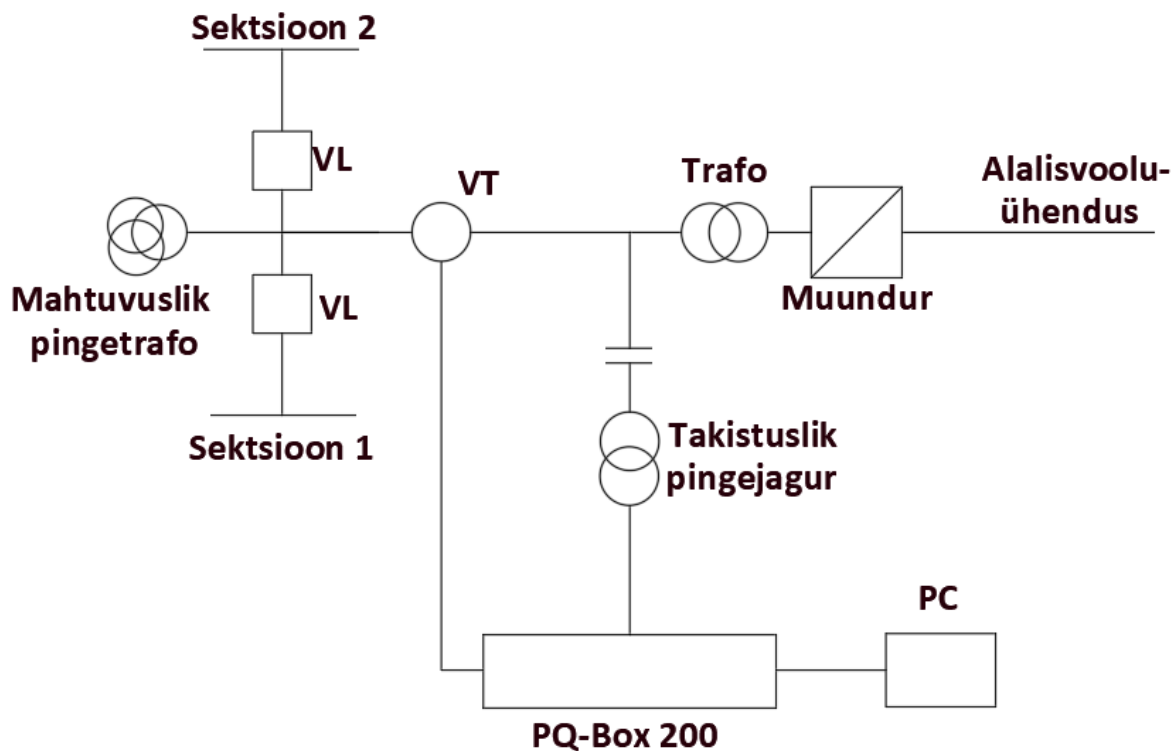 Sektsioon 2
VL
VT
Trafo
Alalisvoolu-
ühendus
Mahtuvuslik
pingetrafo
VL
Muundur
Sektsioon 1
Takistuslik
pingejagur
PC
PQ-Box 200